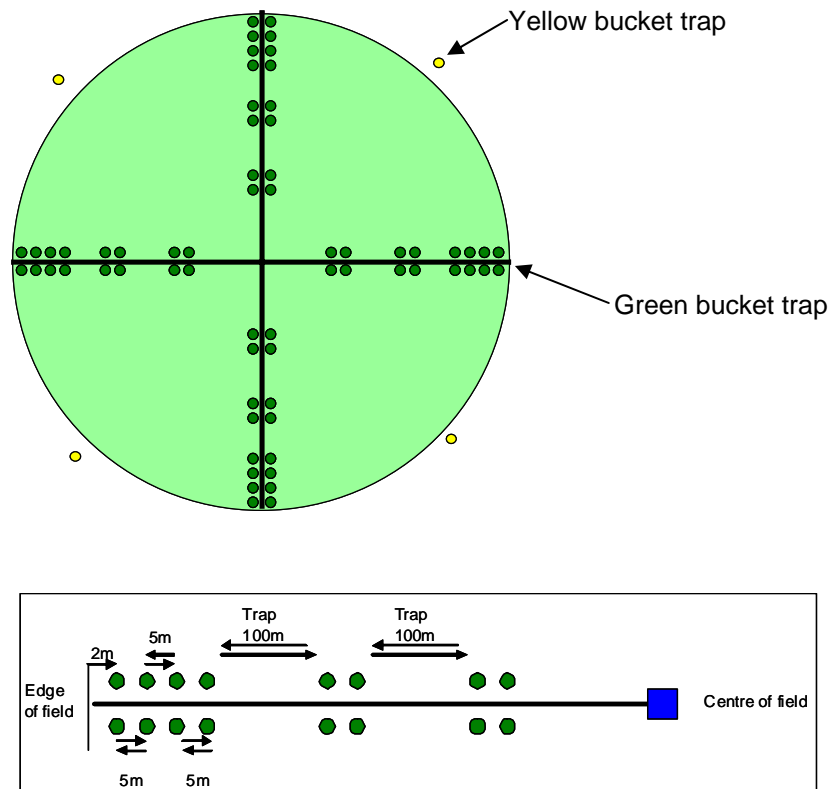 Yellow bucket trap
Green bucket trap
Trap
100m
Trap
100m
5m
2m
Edge
of field
Centre of field
5m
5m